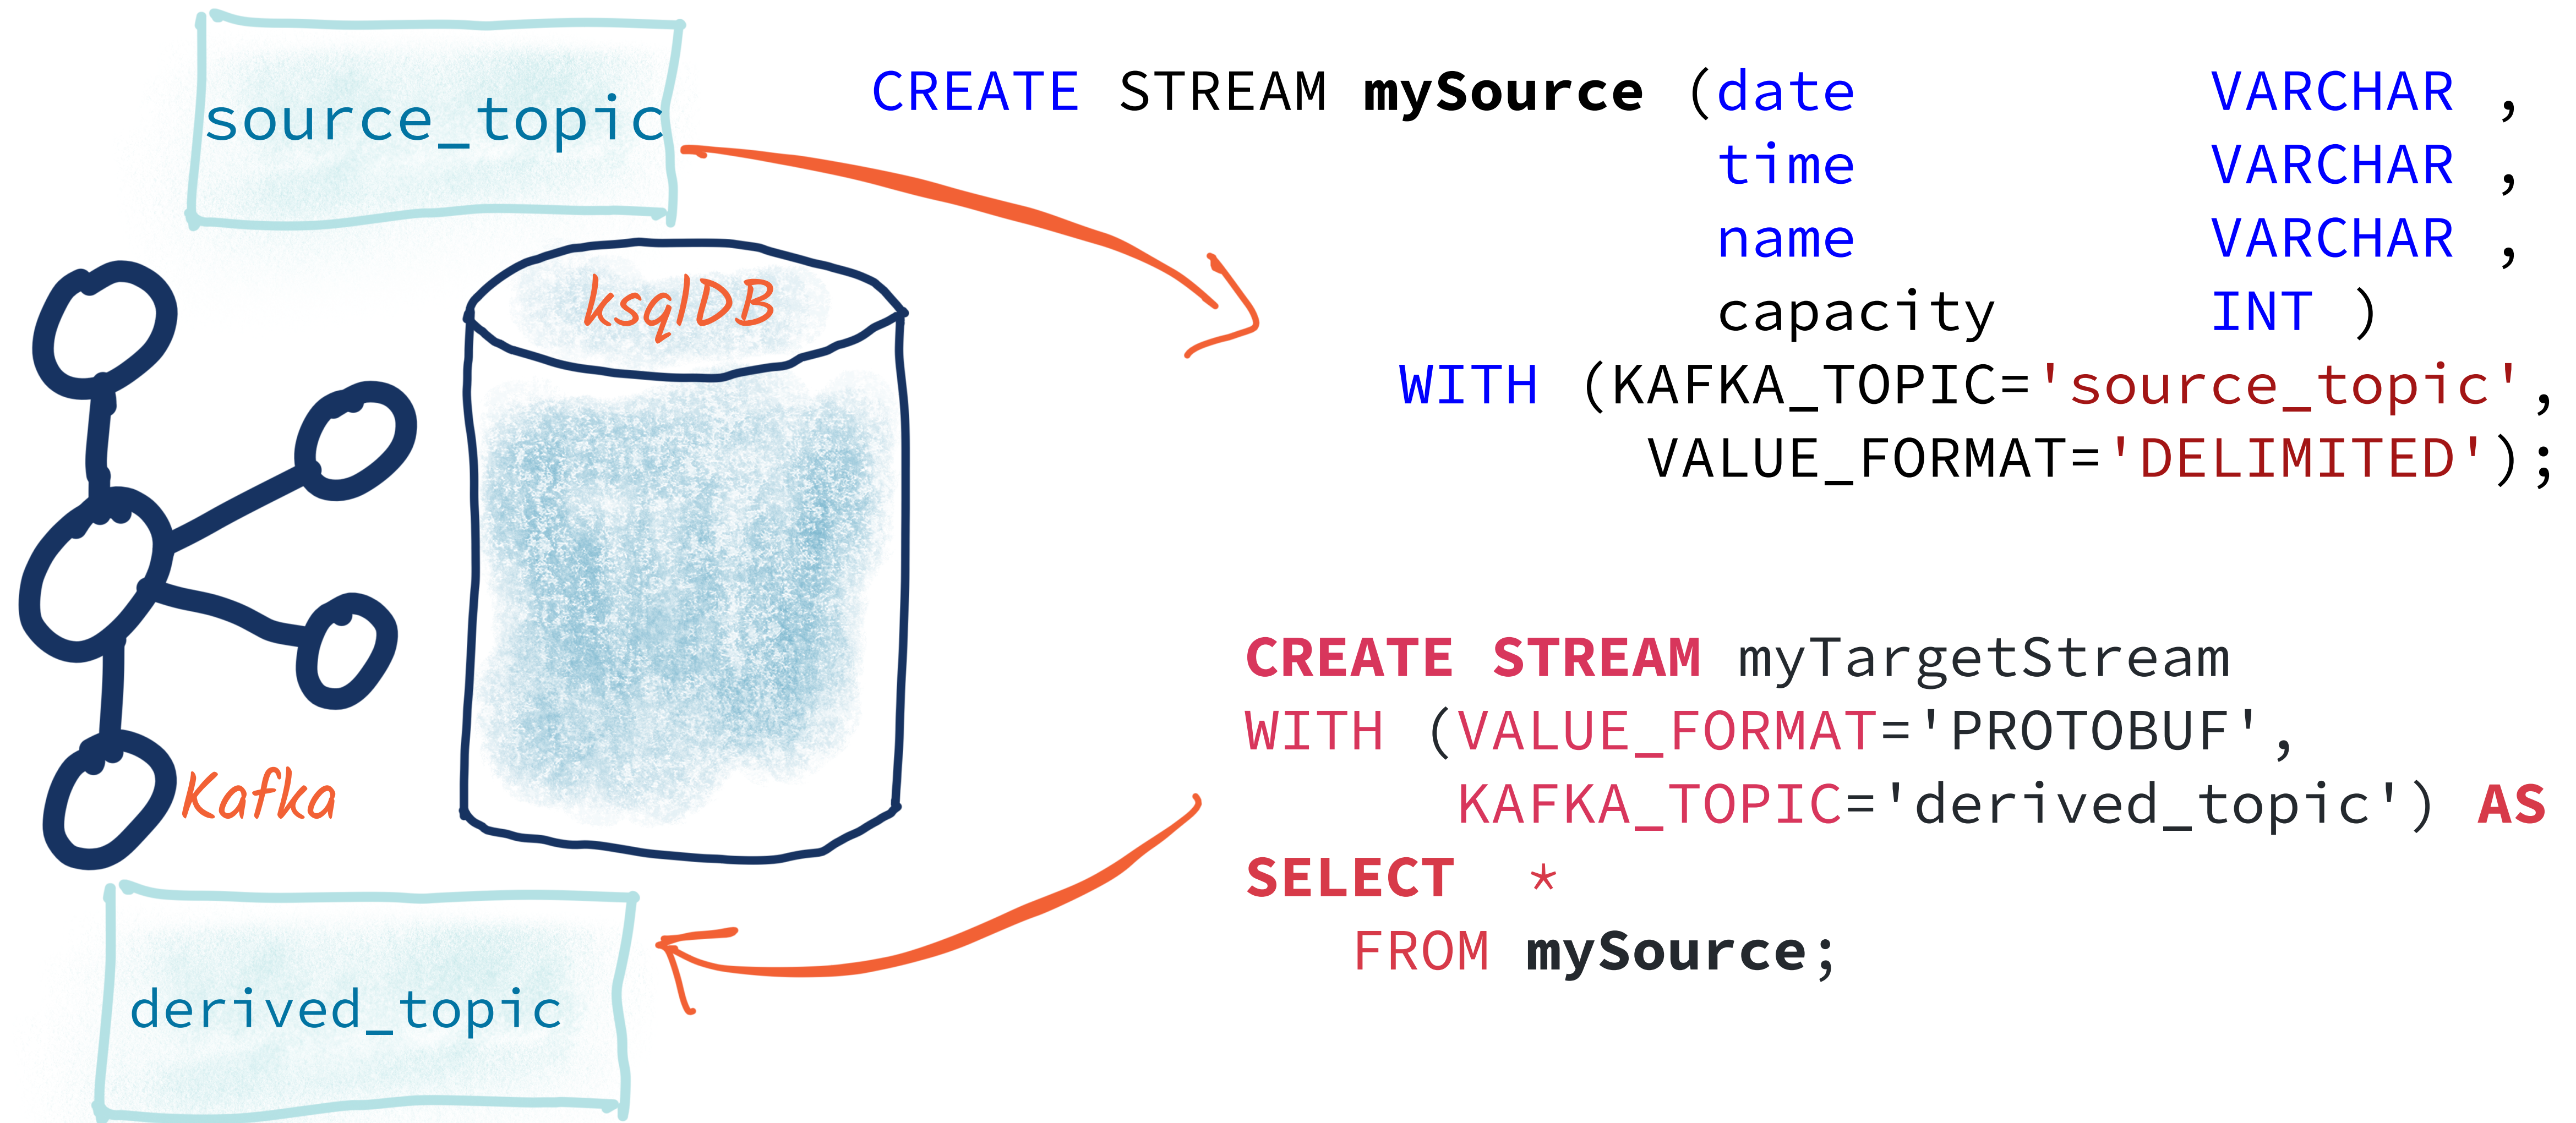 source_topic
ksqlDB
Kafka
derived_topic
CREATE STREAM mySource (date VARCHAR ,
time VARCHAR ,
name VARCHAR ,
capacity INT )
WITH (KAFKA_TOPIC='source_topic',
VALUE_FORMAT='DELIMITED');
CREATE STREAM myTargetStream
WITH (VALUE_FORMAT='PROTOBUF',
KAFKA_TOPIC='derived_topic') AS
SELECT *
FROM mySource;